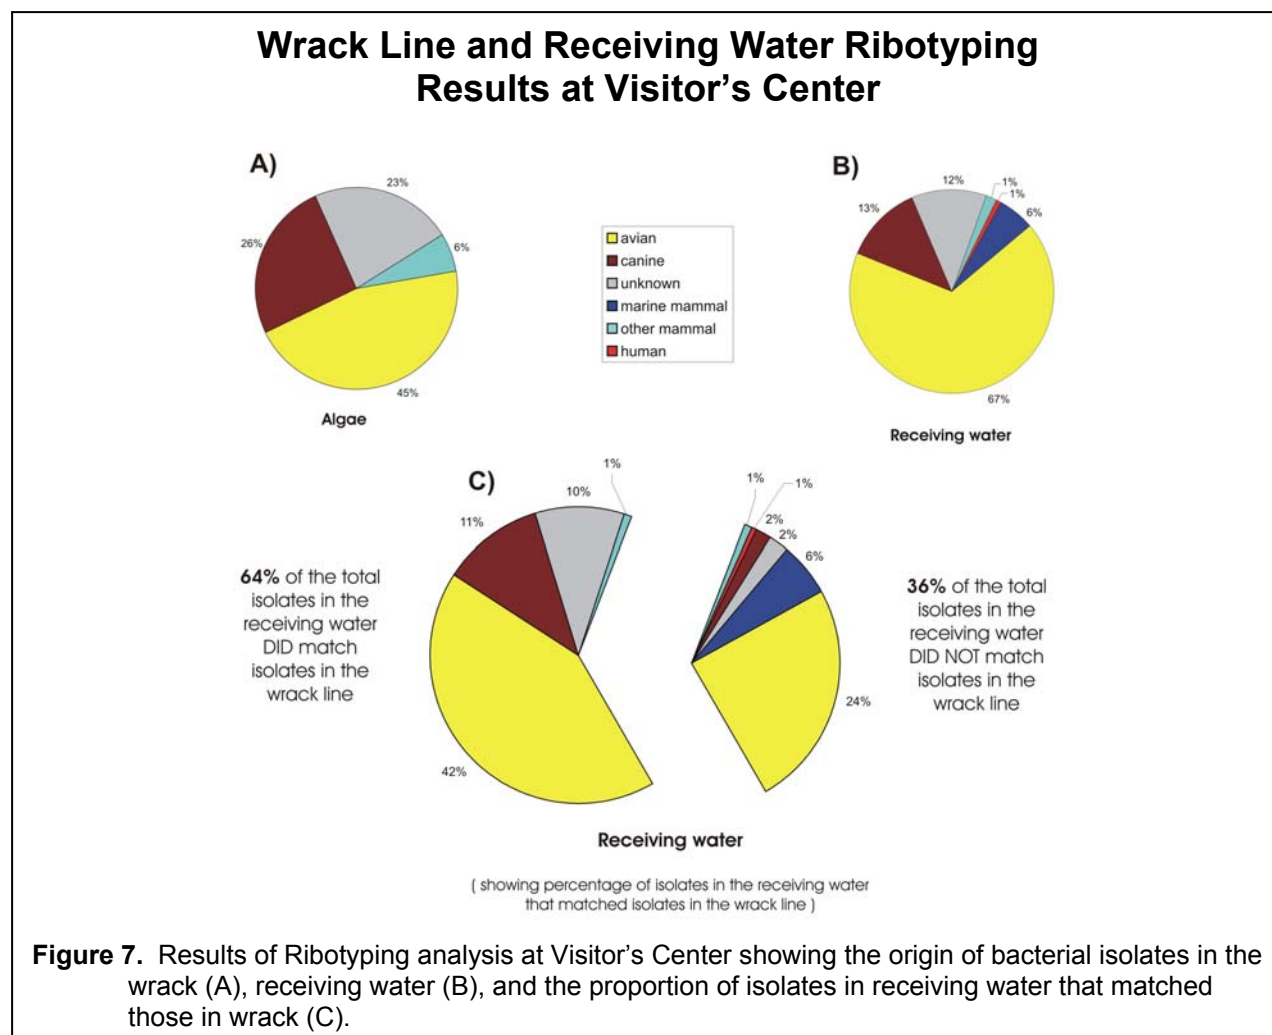 Wrack Line and Receiving Water Ribotyping
Results at Visitor's Center
A)
23%
26%
6%
45%
Algae
avian
canine
unknown
marine mammal
other mammal
human
B)
12%
1%
1%
13%
6%
67%
Receiving water
C)
1%
10%
11%
42%
1%
1%
2%
2%
6%
24%
64% of the total
isolates in the
receiving water
DID match
isolates in the
wrack line
36% of the total
isolates in the
receiving water
DID NOT match
isolates in the
wrack line
Receiving water
( showing percentage of isolates in the receiving water
that matched isolates in the wrack line )
Figure 7. Results of Ribotyping analysis at Visitor's Center showing the origin of bacterial isolates in the
wrack (A), receiving water (B), and the proportion of isolates in receiving water that matched
those in wrack (C).